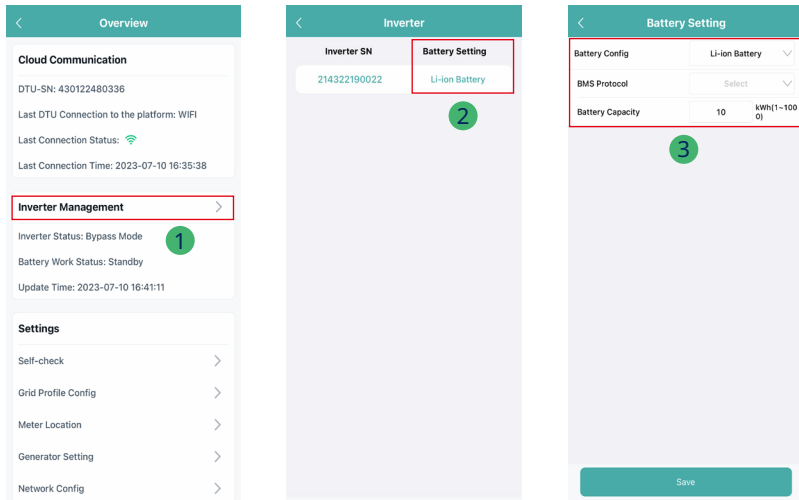 Overview
Cloud Communication
DTU-SN: 430122480336
Last DTU Connection to the platform: WIFI
Last Connection Status:
Last Connection Time: 2023-07-10 16:35:38
Inverter Management
1
Inverter Status: Bypass Mode
Battery Work Status: Standby
Update Time: 2023-07-10 16:41:11
Settings
Self-check
Grid Profile Config
Meter Location
Generator Setting
Network Config
Inverter
Inverter SN Battery Setting
214322190022 Li-ion Battery
2
Battery Setting
Battery Config Li-ion Battery
BMS Protocol Select
Battery Capacity 10 kWh(1~100
0)
3
Save